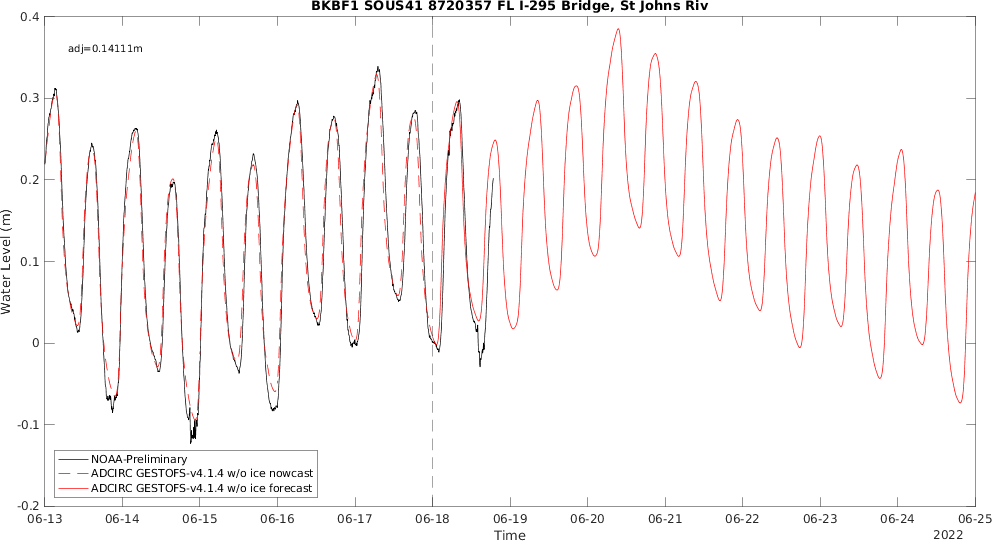 BKBF1 SOUS41 8720357 FL I-295 Bridge, St Johns Riv
adj=0.14111m
0.4
0.3
0.2
0.1
0
-0.1
-0.2
Water Level (m)
NOAA-Preliminary
ADCIRC GESTOFS-v4.1.4 w/o ice nowcast
ADCIRC GESTOFS-v4.1.4 w/o ice forecast
06-13 06-14 06-15 06-16 06-17 06-18 06-19 06-20 06-21 06-22 06-23 06-24 06-25
Time
2022